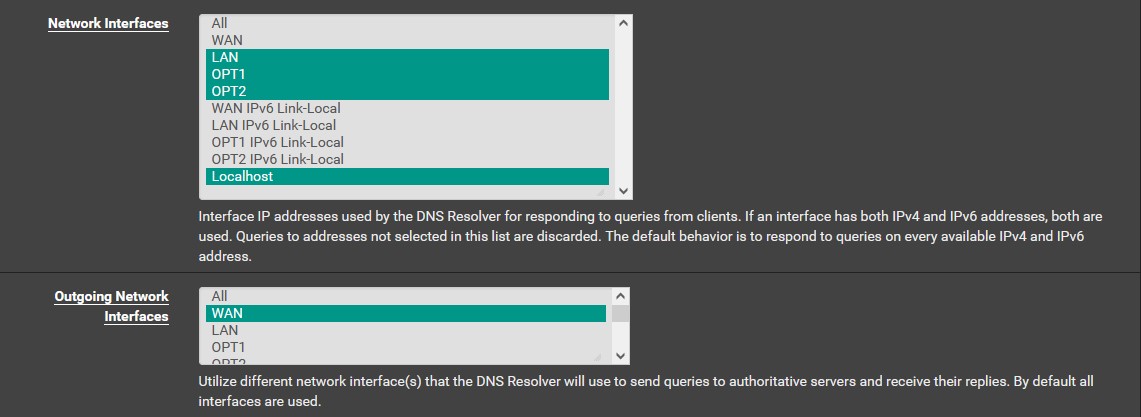 Network Interfaces
All
WAN
LAN
OPT1
OPT2
WAN IPv6 Link-Local
LAN IPv6 Link-Local
OPT1 IPv6 Link-Local
OPT2 IPv6 Link-Local
Localhost
Interface IP addresses used by the DNS Resolver for responding to queries from clients. If an interface has both IPv4 and IPv6 addresses, both are
used. Queries to addresses not selected in this list are discarded. The default behavior is to respond to queries on every available IPv4 and IPv6
address.
Outgoing Network
Interfaces
All
WAN
LAN
OPT1
OPT2
Utilize different network interface(s) that the DNS Resolver will use to send queries to authoritative servers and receive their replies. By default all
interfaces are used.